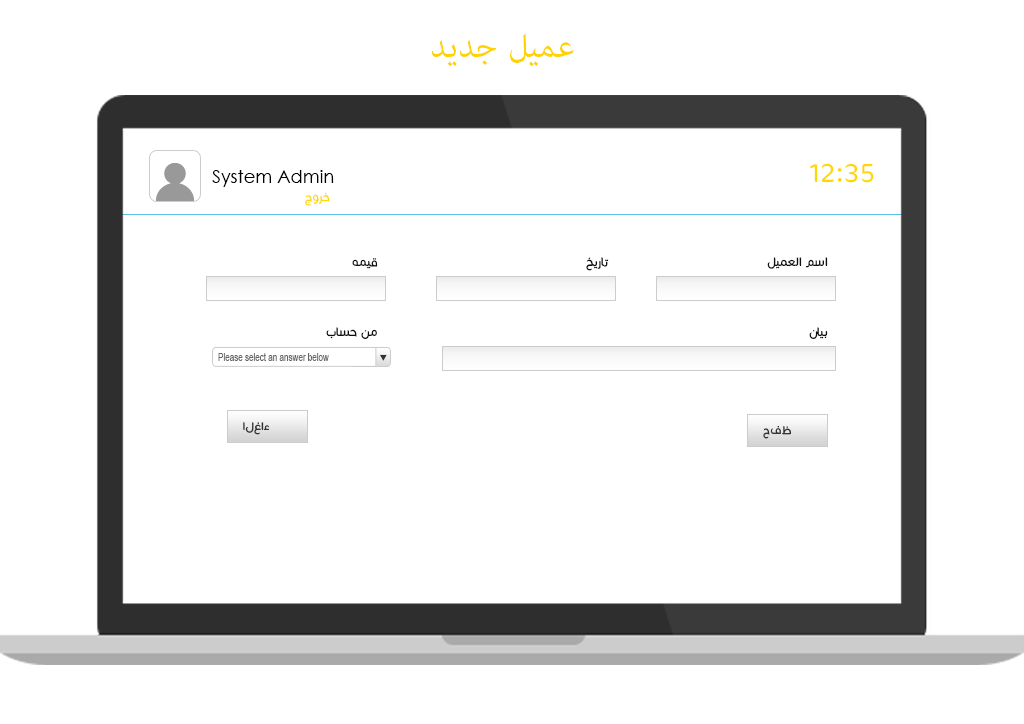 عميل جديد
System Admin
12:35
خروج
اسم العميل
تاريخ
قيمه
بيان
من حساب
Please select an answer below
ظفح
ءاغلا